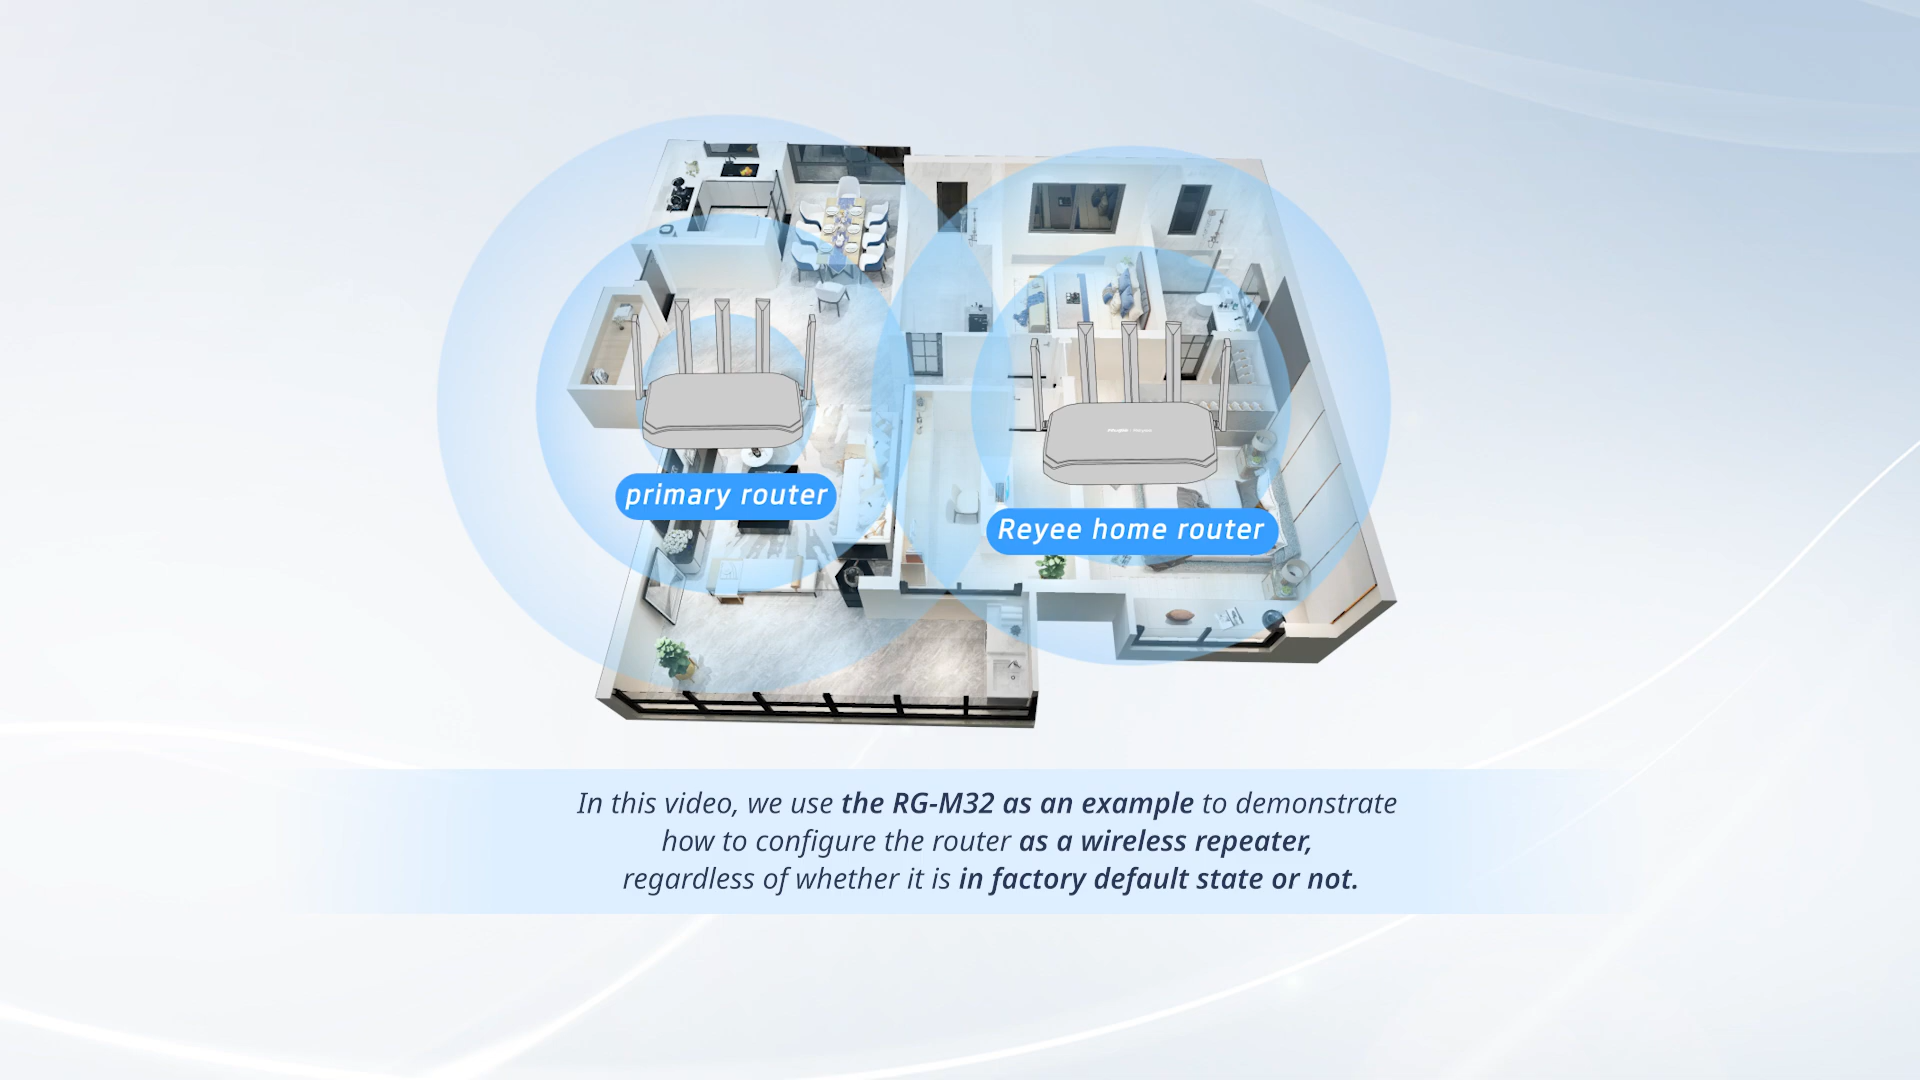 primary router
Reyee home router
In this video, we use the RG-M32 as an example to demonstrate
how to configure the router as a wireless repeater,
regardless of whether it is in factory default state or not.